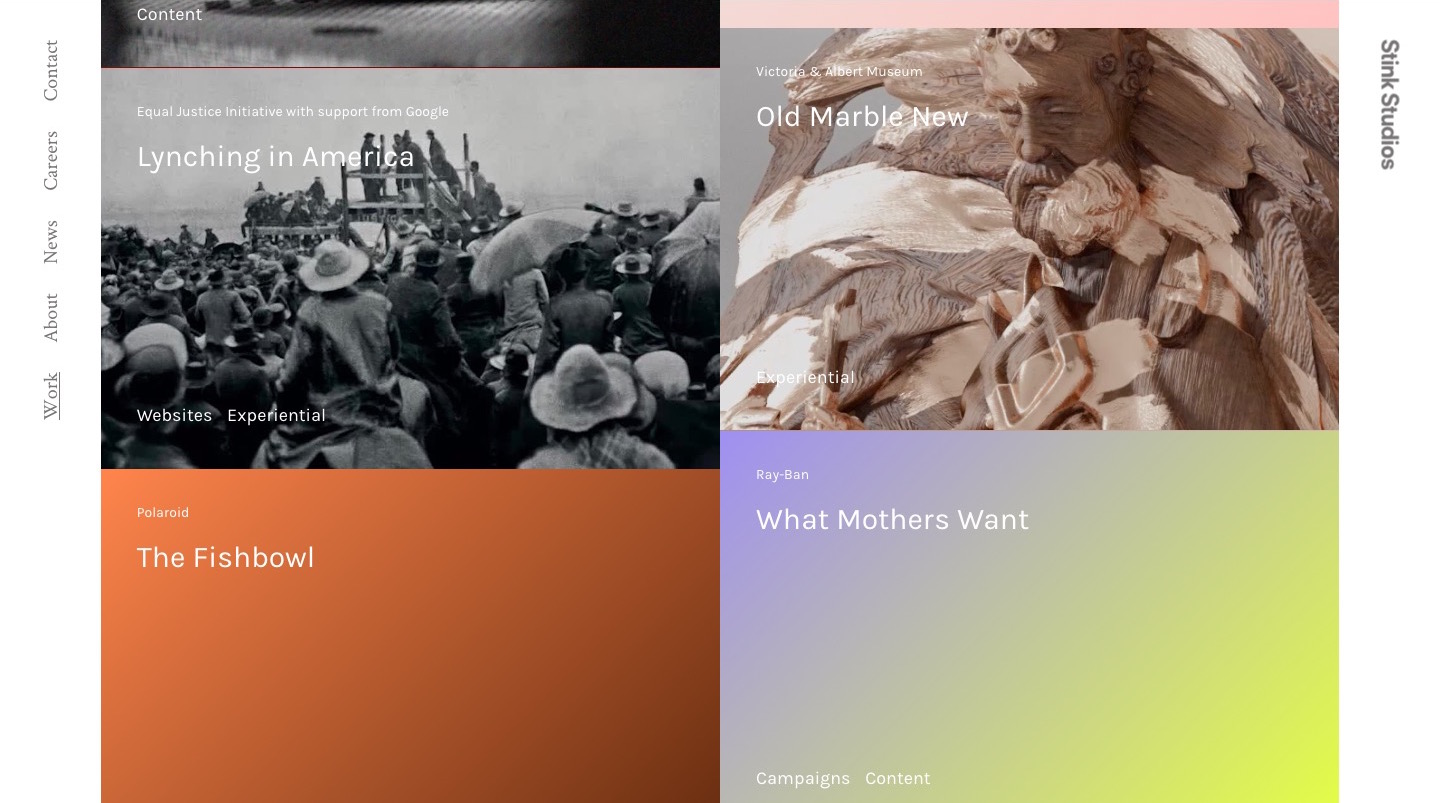 Contact
Careers
News
About
Work
Content
Equal Justice Initiative with support from Google
Lynching in America
Websites Experiential
Polaroid
The Fishbowl
Victoria & Albert Museum
Old Marble New
Experiential
Ray-Ban
What Mothers Want
Campaigns Content
Stink Studios